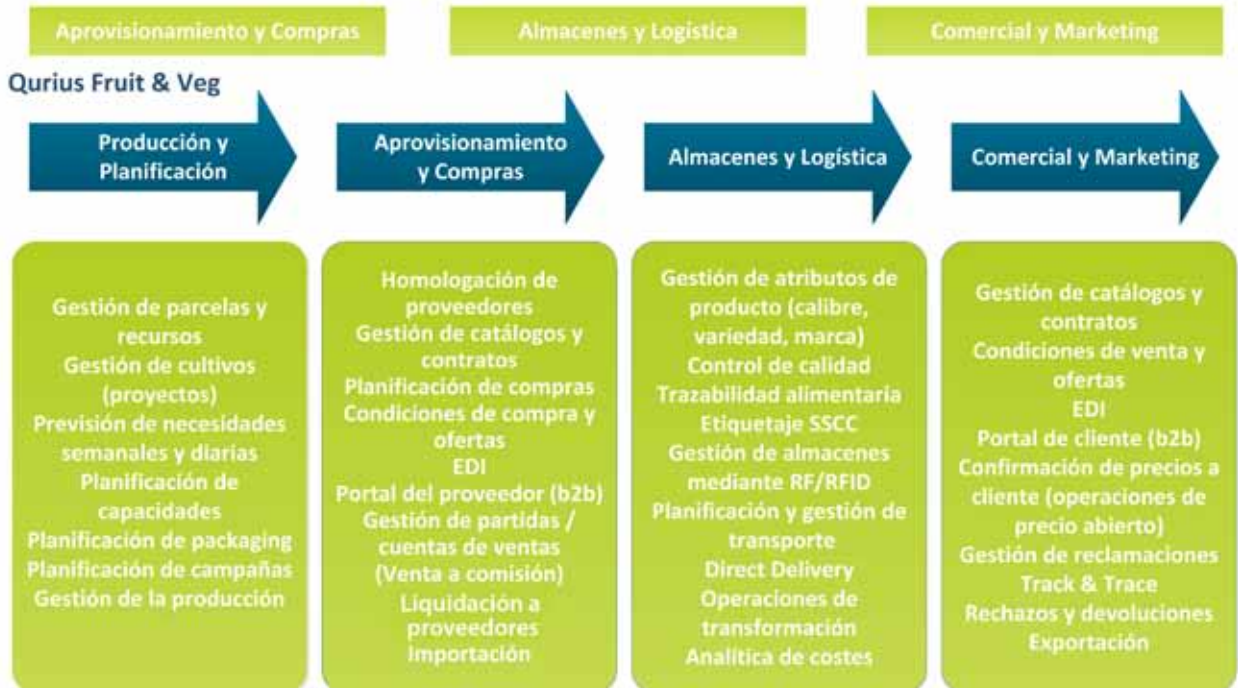 Aprovisionamiento y Compras
Almacenes y Logística
Comercial y Marketing
Qurius Fruit & Veg
Producción y
Planificación
Aprovisionamiento
y Compras
Almacenes y Logística
Comercial y Marketing
Gestión de parcelas y
recursos
Gestión de cultivos
(proyectos)
Previsión de necesidades
semanales y diarias
Planificación de
capacidades
Planificación de packaging
Planificación de campañas
Gestión de la producción
Homologación de
proveedores
Gestión de catálogos y
contratos
Planificación de compras
Condiciones de compra y
ofertas
EDI
Portal del proveedor (b2b)
Gestión de partidas /
cuentas de ventas
(Venta a comisión)
Liquidación a
proveedores
Importación
Gestión de atributos de
producto (calibre,
variedad, marca)
Control de calidad
Trazabilidad alimentaria
Etiquetaje SSCC
Gestión de almacenes
mediante RF/RFID
Planificación y gestión de
transporte
Direct Delivery
Operaciones de
transformación
Analítica de costes
Gestión de catálogos y
contratos
Condiciones de venta y
ofertas
EDI
Portal de cliente (b2b)
Confirmación de precios a
cliente (operaciones de
precio abierto)
Gestión de reclamaciones
Track & Trace
Rechazos y devoluciones
Exportación